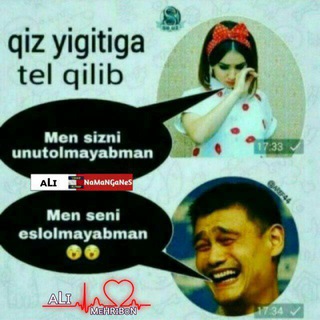 qiz yigitiga
tel qilib
Men sizni
unutolmayabman
17:33
ALI NaMaNGaNeS
Men seni
eslolmayabman
17:34
ALI
MEHRIBON